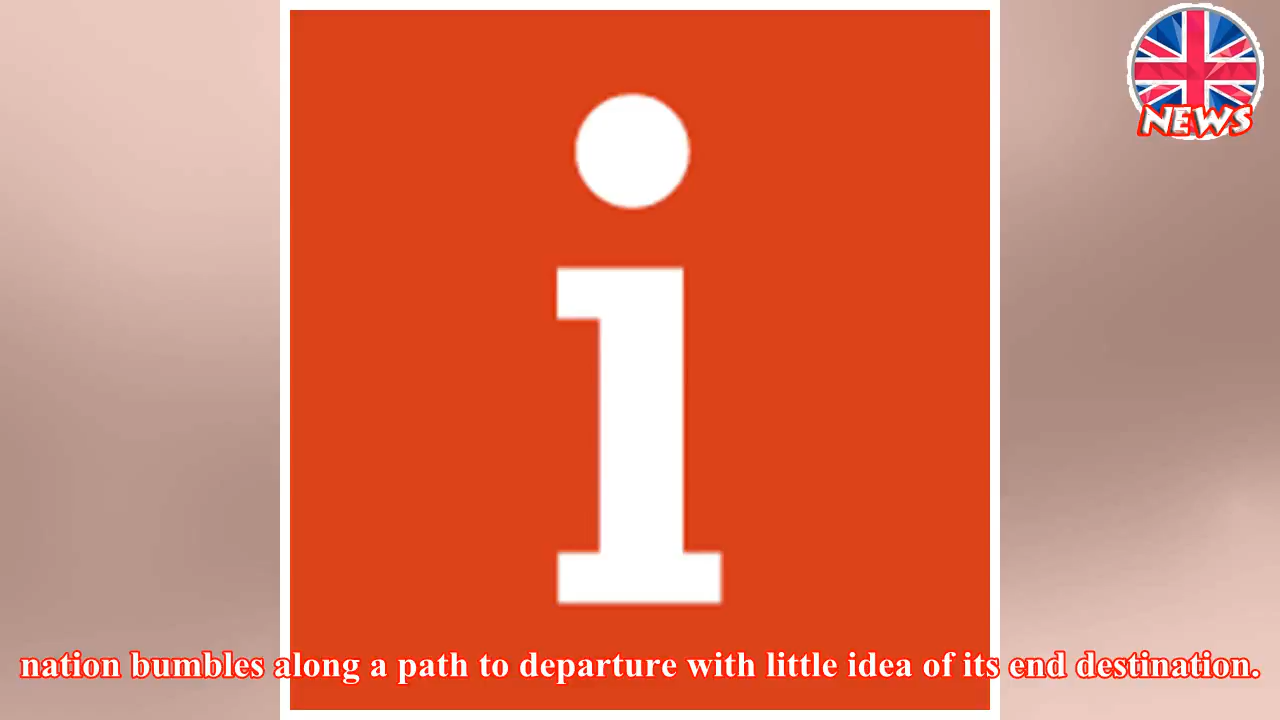 NEWS
i
nation bumbles along a path to departure with little idea of its end destination.